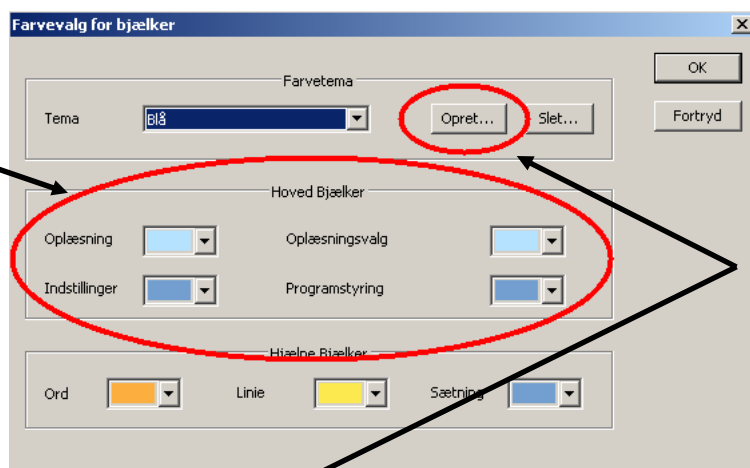 Farvevalg for bjælker
Farvetema
OK
Tema
Blå
Opret...
Slet...
Fortryd
Hoved Bjælker
Oplæsning
Oplæsningsvalg
Indstillinger
Programstyring
Hjælpe Bjælker
Ord
Linie
Sætning